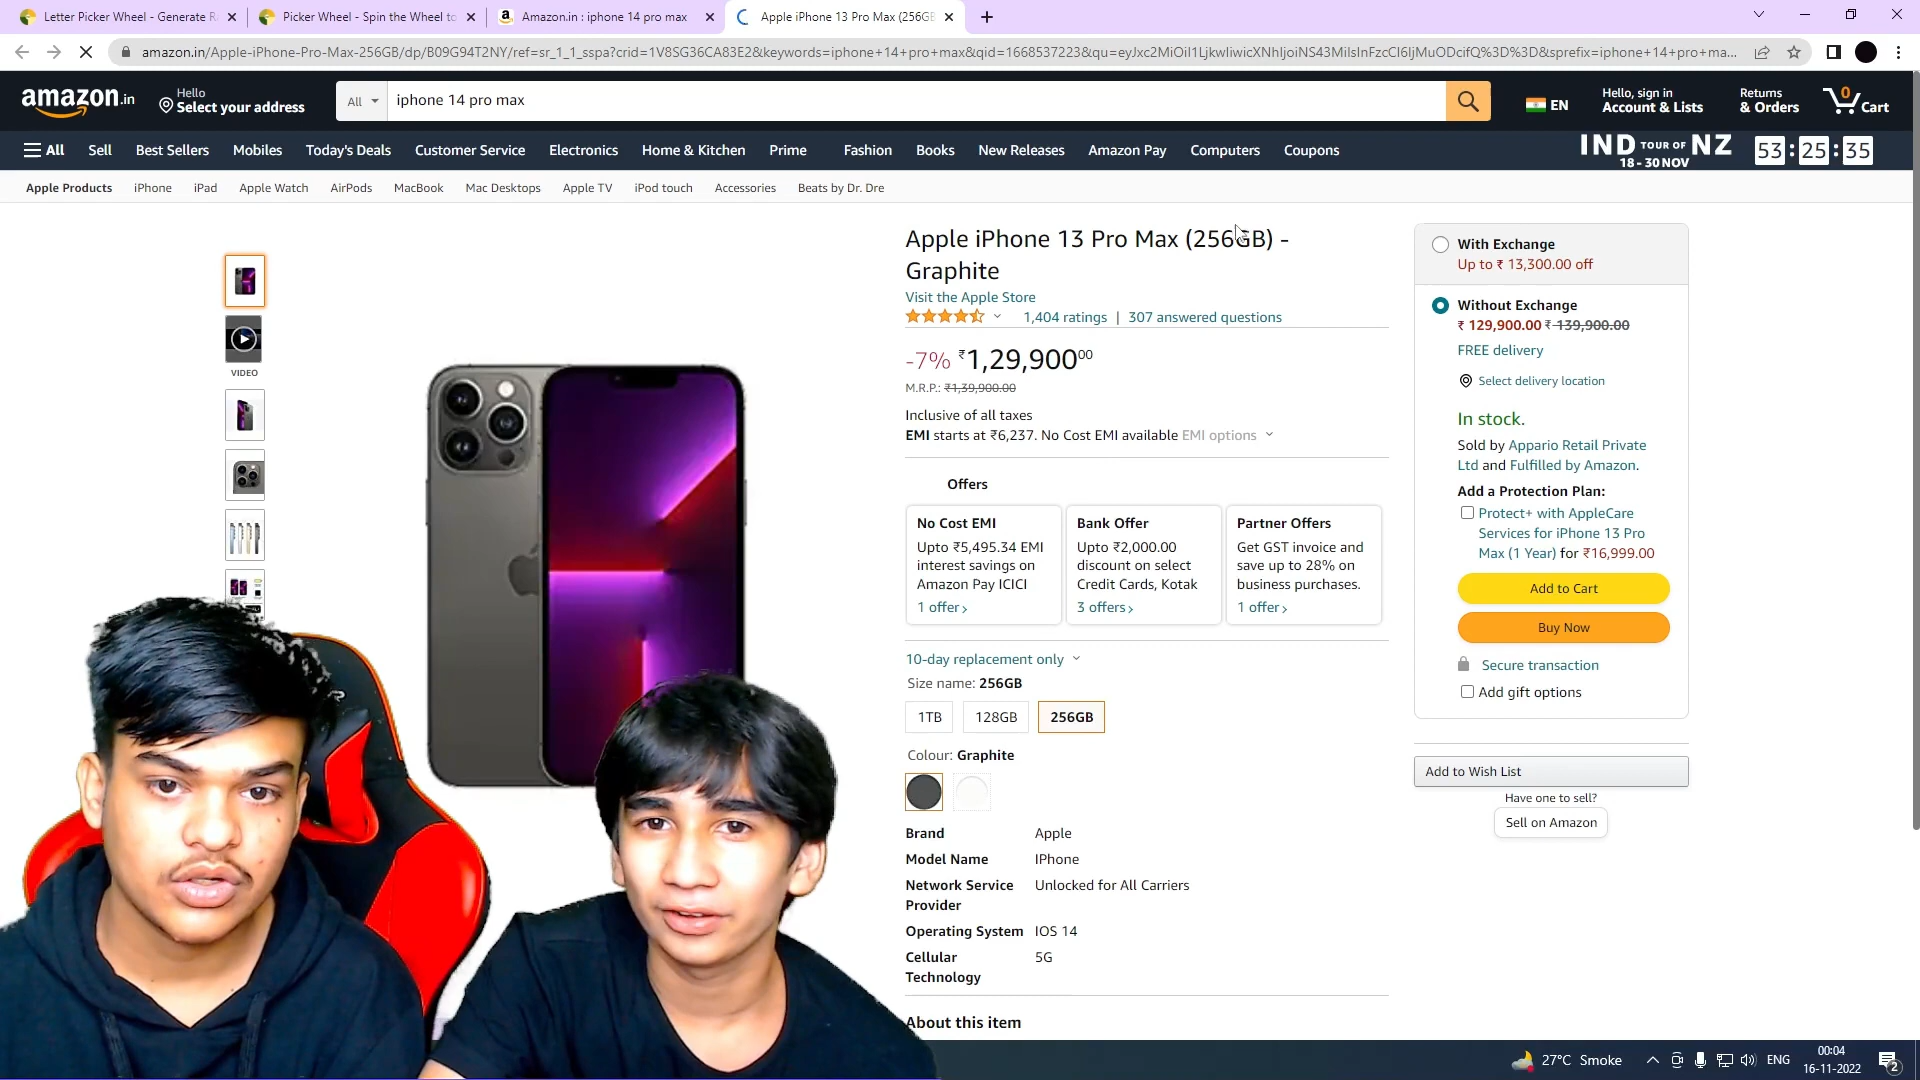 Letter Picker Wheel - Generate R
Picker Wheel - Spin the Wheel to
Amazon.in : iphone 14 pro max
Apple iPhone 13 Pro Max (256GB
amazon.in/Apple-iPhone-Pro-Max-256GB/dp/B09G94T2NY/ref=sr_1_1_sspa?crid=1V8SG36CA83E2&keywords=iphone+14+pro+max&qid=1668537223&qu=eyJxc2MiOiI1LjkwIiwicXNhIjoiNS43MiIsInFzcCI6IjMuODcifQ%3D%3D&sprefix=iphone+14+pro+ma...
amazon.in
Hello
Select your address
All
iphone 14 pro max
EN
Hello, sign in
Account & Lists
Returns
& Orders
0
Cart
All
Sell
Best Sellers
Mobiles
Today's Deals
Customer Service
Electronics
Home & Kitchen
Prime
Fashion
Books
New Releases
Amazon Pay
Computers
Coupons
IND TOUR OF NZ
18 - 30 NOV
53 : 25 : 35
Apple Products
iPhone
iPad
Apple Watch
AirPods
MacBook
Mac Desktops
Apple TV
iPod touch
Accessories
Beats by Dr. Dre
VIDEO
Apple iPhone 13 Pro Max (256GB) -
Graphite
Visit the Apple Store
1,404 ratings | 307 answered questions
-7% ₹1,29,90000
M.R.P.: ₹1,39,900.00
Inclusive of all taxes
EMI starts at ₹6,237. No Cost EMI available EMI options
Offers
No Cost EMI
Upto ₹5,495.34 EMI
interest savings on
Amazon Pay ICICI
1 offer ›
Bank Offer
Upto ₹2,000.00
discount on select
Credit Cards, Kotak
3 offers ›
Partner Offers
Get GST invoice and
save up to 28% on
business purchases.
1 offer ›
10-day replacement only
Size name: 256GB
1TB
128GB
256GB
Colour: Graphite
Brand Apple
Model Name IPhone
Network Service Unlocked for All Carriers
Provider
Operating System IOS 14
Cellular 5G
Technology
About this item
With Exchange
Up to ₹ 13,300.00 off
Without Exchange
₹ 129,900.00 ₹ 139,900.00
FREE delivery
Select delivery location
In stock.
Sold by Appario Retail Private
Ltd and Fulfilled by Amazon.
Add a Protection Plan:
Protect+ with AppleCare
Services for iPhone 13 Pro
Max (1 Year) for ₹16,999.00
Add to Cart
Buy Now
Secure transaction
Add gift options
Add to Wish List
Have one to sell?
Sell on Amazon
27°C Smoke
ENG
00:04
16-11-2022
2